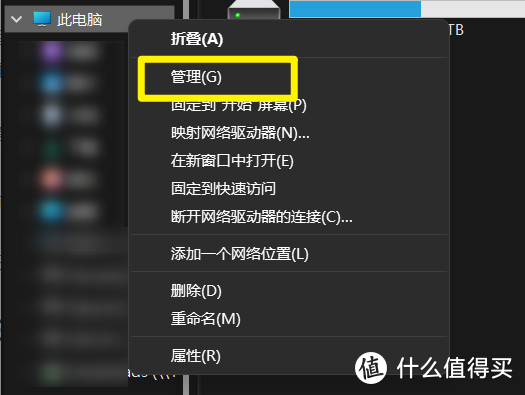 此电脑
TB
折叠(A)
管理(G)
固定到"开始"屏幕(P)
映射网络驱动器(N)...
在新窗口中打开(E)
固定到快速访问
断开网络驱动器的连接(C)...
添加一个网络位置(L)
删除(D)
重命名(M)
属性(R)
值 什么值得买